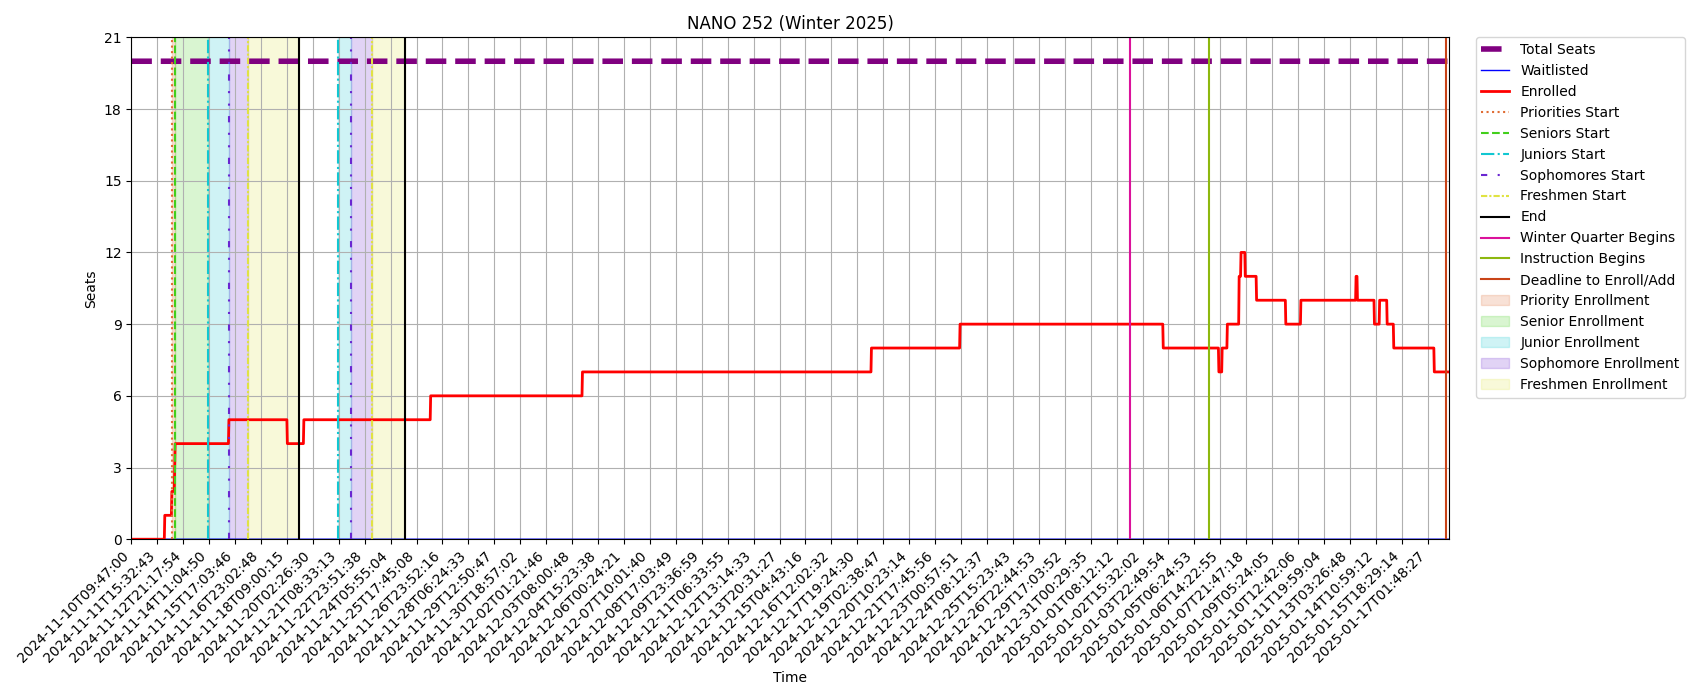 NANO 252 (Winter 2025)
Seats
21
18
15
12
9
6
3
0
2024-11-10T09:47:00
2024-11-11T15:32:43
2024-11-12T21:17:54
2024-11-14T11:04:50
2024-11-15T17:03:46
2024-11-16T23:02:48
2024-11-18T09:00:15
2024-11-20T02:26:30
2024-11-21T08:33:13
2024-11-22T23:51:38
2024-11-24T05:55:04
2024-11-25T17:45:08
2024-11-26T23:52:16
2024-11-28T06:24:33
2024-11-29T12:50:47
2024-11-30T18:57:02
2024-12-02T01:21:46
2024-12-03T08:00:48
2024-12-04T15:23:38
2024-12-06T00:24:21
2024-12-07T10:01:40
2024-12-08T17:03:49
2024-12-09T23:36:59
2024-12-11T06:33:55
2024-12-12T13:14:33
2024-12-13T20:31:27
2024-12-15T04:43:16
2024-12-16T12:02:32
2024-12-17T19:24:30
2024-12-19T02:38:47
2024-12-20T10:23:14
2024-12-21T17:45:56
2024-12-23T00:57:51
2024-12-24T08:12:37
2024-12-25T15:23:43
2024-12-26T22:44:53
2024-12-29T17:03:52
2024-12-31T00:29:35
2025-01-01T08:12:12
2025-01-02T15:32:02
2025-01-03T22:49:54
2025-01-05T06:24:53
2025-01-06T14:22:55
2025-01-07T21:47:18
2025-01-09T05:24:05
2025-01-10T12:42:06
2025-01-11T19:59:04
2025-01-13T03:26:48
2025-01-14T10:59:12
2025-01-15T18:29:14
2025-01-17T01:48:27
Time
Total Seats
Waitlisted
Enrolled
Priorities Start
Seniors Start
Juniors Start
Sophomores Start
Freshmen Start
End
Winter Quarter Begins
Instruction Begins
Deadline to Enroll/Add
Priority Enrollment
Senior Enrollment
Junior Enrollment
Sophomore Enrollment
Freshmen Enrollment